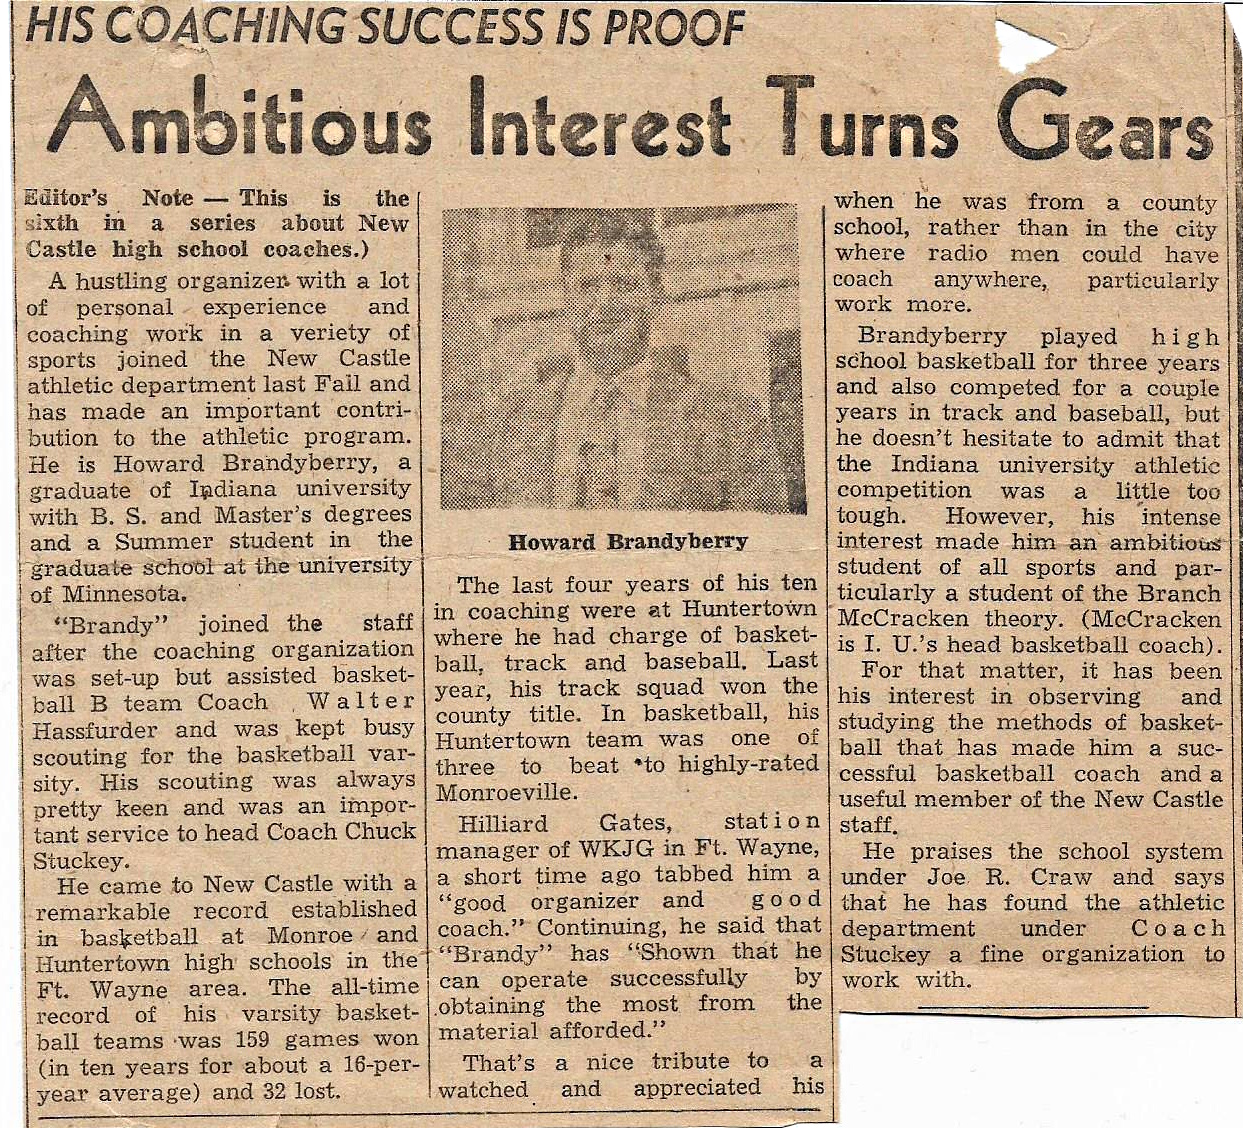 HIS COACHING SUCCESS IS PROOF
Ambitious Interest Turns Gears
Editor's Note — This is the
sixth in a series about New
Castle high school coaches.)
A hustling organizer with a lot
of personal experience and
coaching work in a veriety of
sports joined the New Castle
athletic department last Fall and
has made an important contri-
bution to the athletic program.
He is Howard Brandyberry, a
graduate of Indiana university
with B. S. and Master's degrees
and a Summer student in the
graduate school at the university
of Minnesota.
"Brandy" joined the staff
after the coaching organization
was set-up but assisted basket-
ball B team Coach Walter
Hassfurder and was kept busy
scouting for the basketball var-
sity. His scouting was always
pretty keen and was an impor-
tant service to head Coach Chuck
Stuckey.
He came to New Castle with a
remarkable record established
in basketball at Monroe and
Huntertown high schools in the
Ft. Wayne area. The all-time
record of his varsity basket-
ball teams was 159 games won
(in ten years for about a 16-per-
year average) and 32 lost.
Howard Brandyberry
The last four years of his ten
in coaching were at Huntertown
where he had charge of basket-
ball, track and baseball. Last
year, his track squad won the
county title. In basketball, his
Huntertown team was one of
three to beat to highly-rated
Monroeville.
Hilliard Gates, station
manager of WKJG in Ft. Wayne,
a short time ago tabbed him a
"good organizer and good
coach." Continuing, he said that
"Brandy" has "Shown that he
can operate successfully by
obtaining the most from the
material afforded."
That's a nice tribute to a
watched and appreciated his
when he was from a county
school, rather than in the city
where radio men could have
coach anywhere, particularly
work more.
Brandyberry played high
school basketball for three years
and also competed for a couple
years in track and baseball, but
he doesn't hesitate to admit that
the Indiana university athletic
competition was a little too
tough. However, his intense
interest made him an ambitious
student of all sports and par-
ticularly a student of the Branch
McCracken theory. (McCracken
is I. U.'s head basketball coach).
For that matter, it has been
his interest in observing and
studying the methods of basket-
ball that has made him a suc-
cessful basketball coach and a
useful member of the New Castle
staff.
He praises the school system
under Joe R. Craw and says
that he has found the athletic
department under Coach
Stuckey a fine organization to
work with.